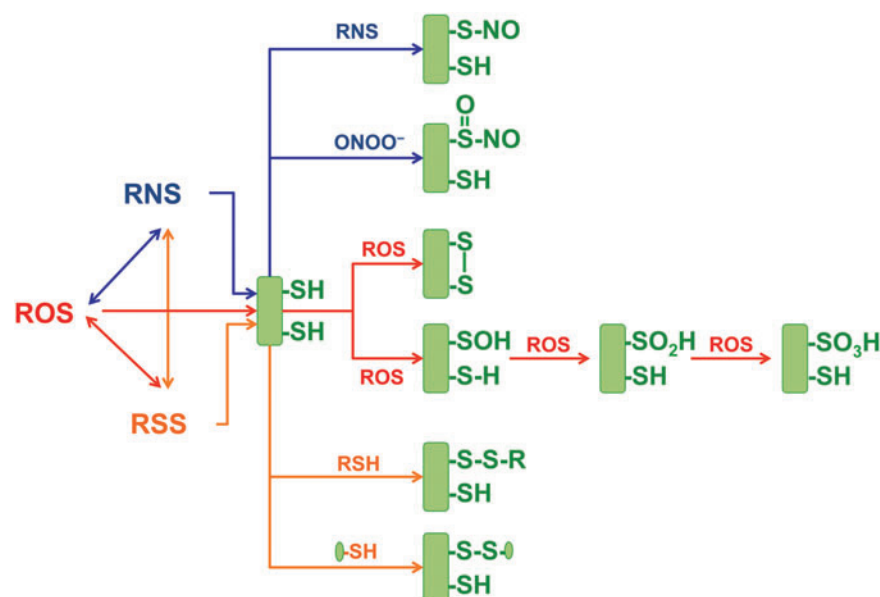 RNS
-S-NO
-SH
O
ONOO⁻
-S-NO
-SH
RNS
ROS
RSS
-SH
-SH
ROS
-S
-S
ROS
-SOH
-S-H
ROS
-SO₂H
-SH
ROS
-SO₃H
-SH
RSH
-S-S-R
-SH
-SH
-S-S-
-SH